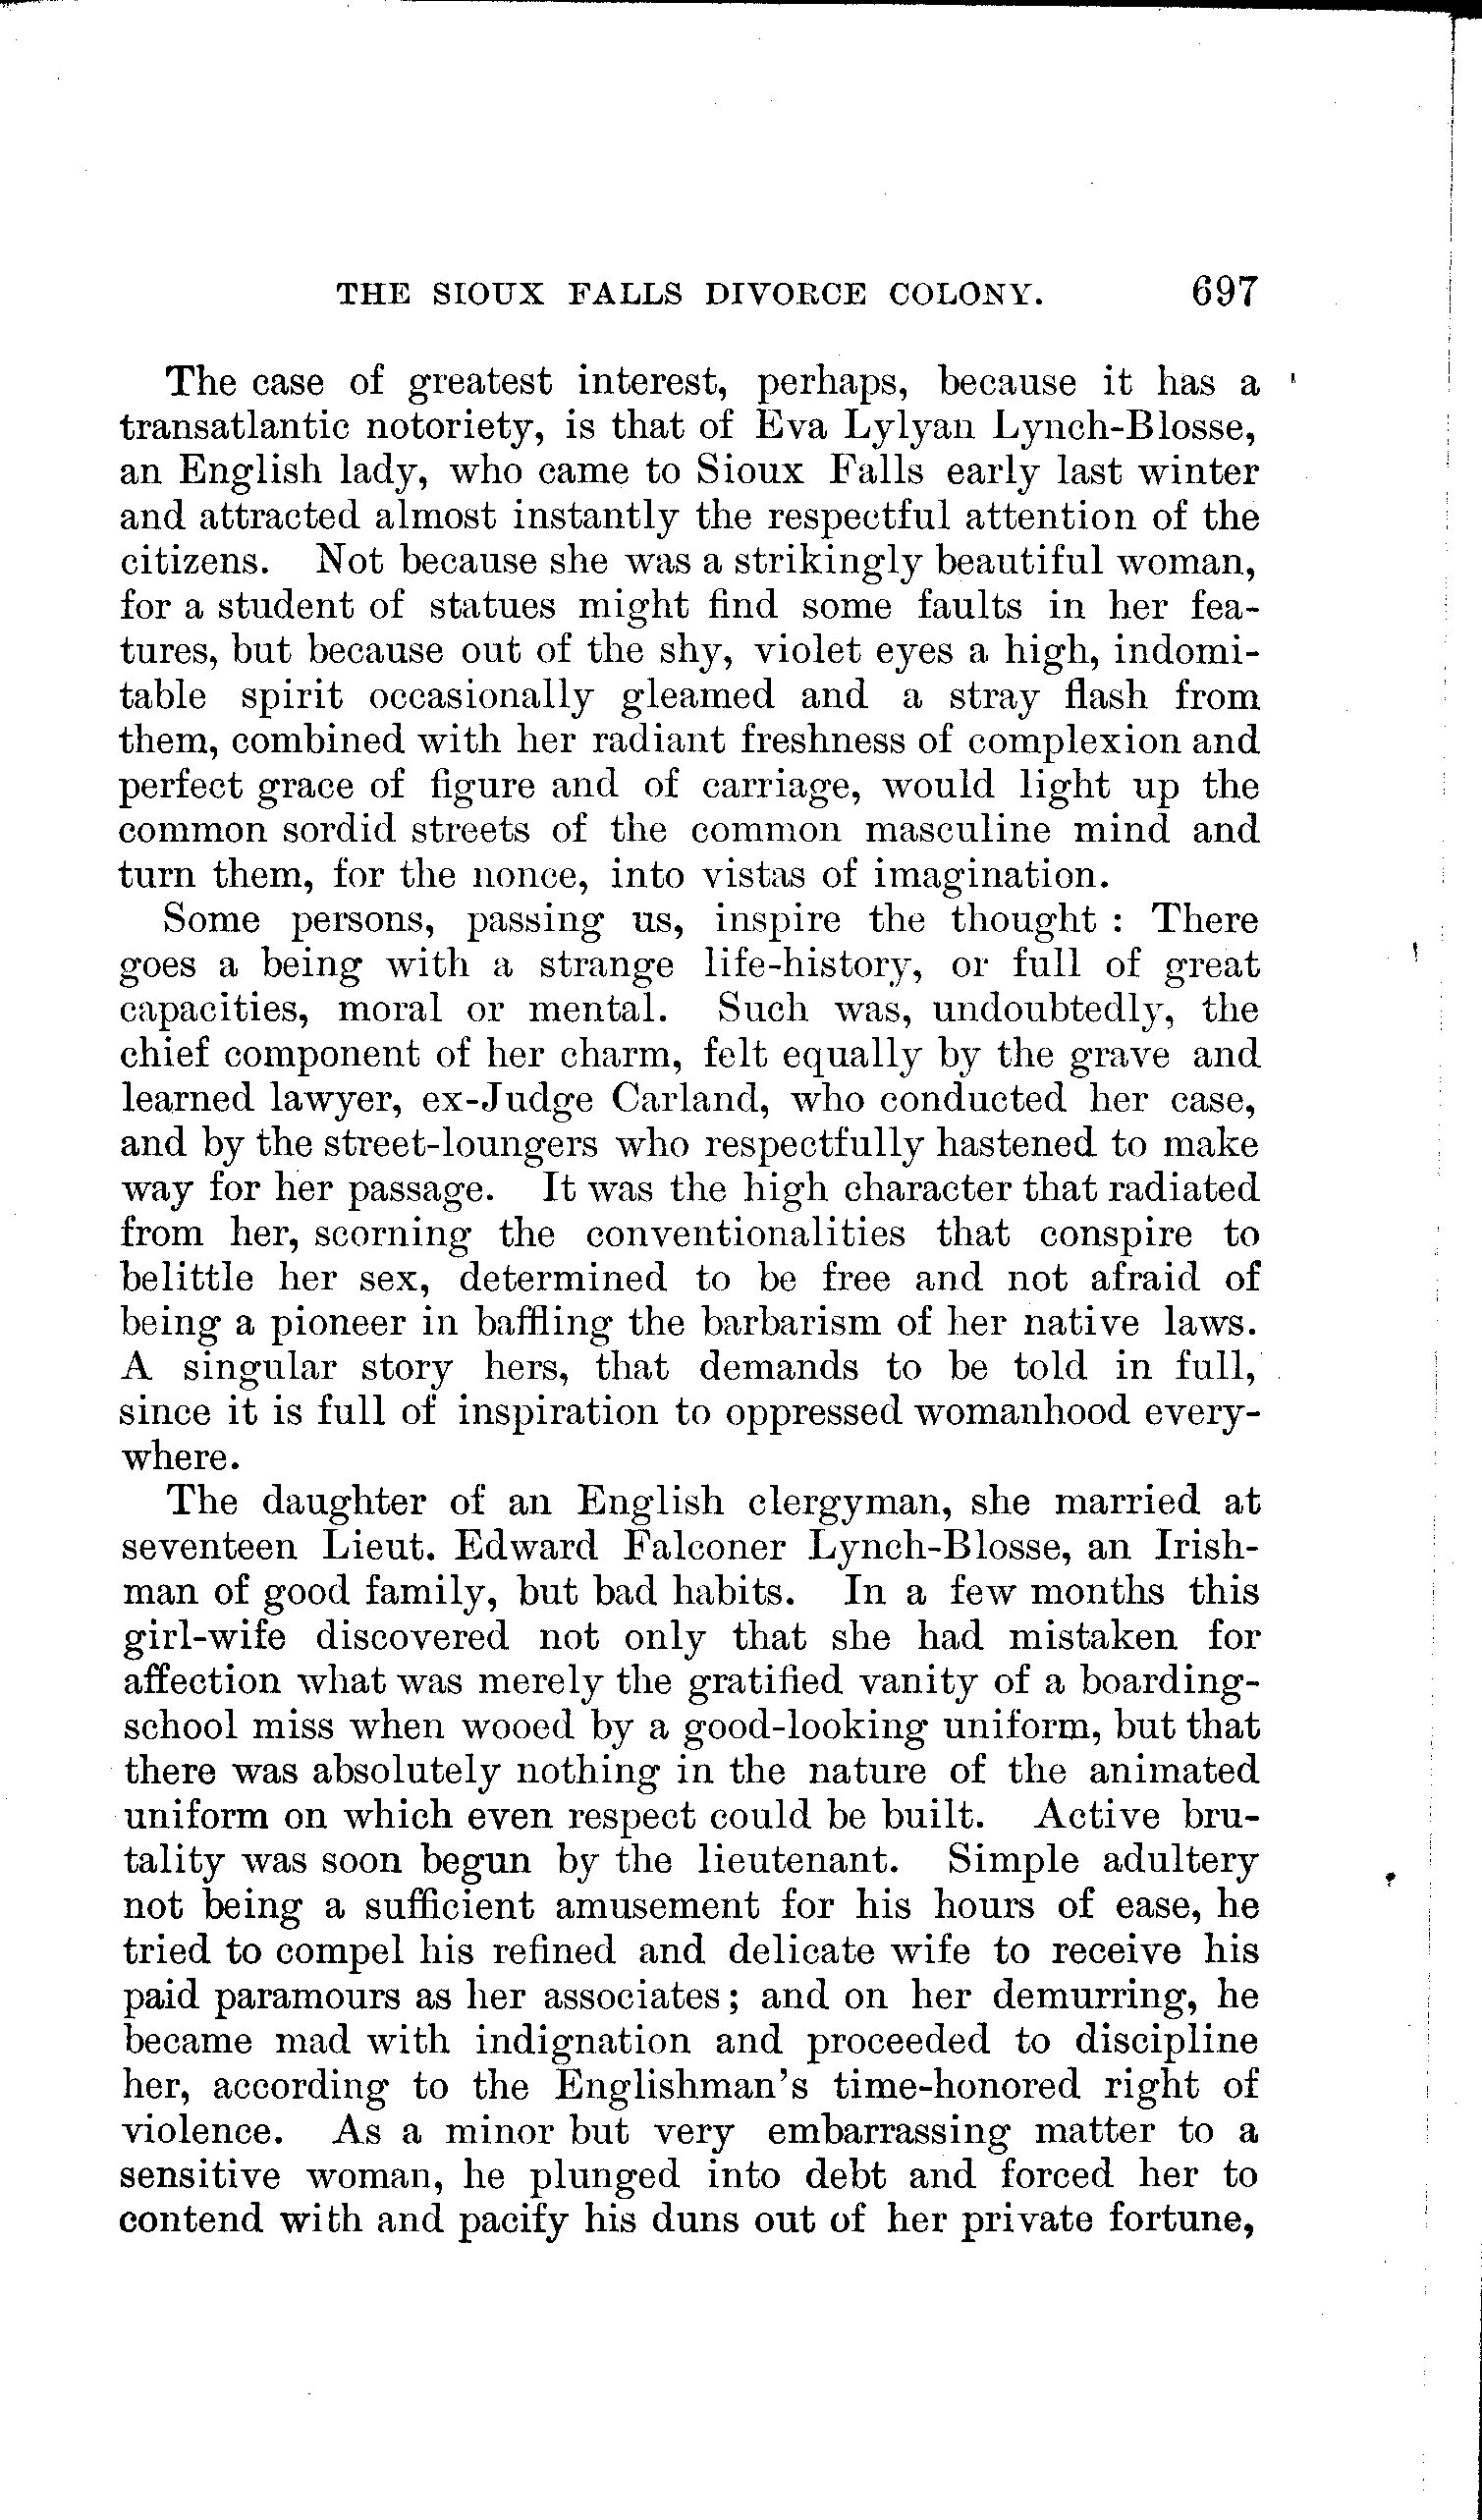 THE SIOUX FALLS DIVORCE COLONY. 697
The case of greatest interest, perhaps, because it has a
transatlantic notoriety, is that of Eva Lylyan Lynch-Blosse,
an English lady, who came to Sioux Falls early last winter
and attracted almost instantly the respectful attention of the
citizens. Not because she was a strikingly beautiful woman,
for a student of statues might find some faults in her fea-
tures, but because out of the shy, violet eyes a high, indomi-
table spirit occasionally gleamed and a stray flash from
them, combined with her radiant freshness of complexion and
perfect grace of figure and of carriage, would light up the
common sordid streets of the common masculine mind and
turn them, for the nonce, into vistas of imagination.
Some persons, passing us, inspire the thought : There
goes a being with a strange life-history, or full of great
capacities, moral or mental. Such was, undoubtedly, the
chief component of her charm, felt equally by the grave and
learned lawyer, ex-Judge Carland, who conducted her case,
and by the street-loungers who respectfully hastened to make
way for her passage. It was the high character that radiated
from her, scorning the conventionalities that conspire to
belittle her sex, determined to be free and not afraid of
being a pioneer in baffling the barbarism of her native laws.
A singular story hers, that demands to be told in full,
since it is full of inspiration to oppressed womanhood every-
where.
The daughter of an English clergyman, she married at
seventeen Lieut. Edward Falconer Lynch-Blosse, an Irish-
man of good family, but bad habits. In a few months this
girl-wife discovered not only that she had mistaken for
affection what was merely the gratified vanity of a boarding-
school miss when wooed by a good-looking uniform, but that
there was absolutely nothing in the nature of the animated
uniform on which even respect could be built. Active bru-
tality was soon begun by the lieutenant. Simple adultery
not being a sufficient amusement for his hours of ease, he
tried to compel his refined and delicate wife to receive his
paid paramours as her associates; and on her demurring, he
became mad with indignation and proceeded to discipline
her, according to the Englishman's time-honored right of
violence. As a minor but very embarrassing matter to a
sensitive woman, he plunged into debt and forced her to
contend with and pacify his duns out of her private fortune,